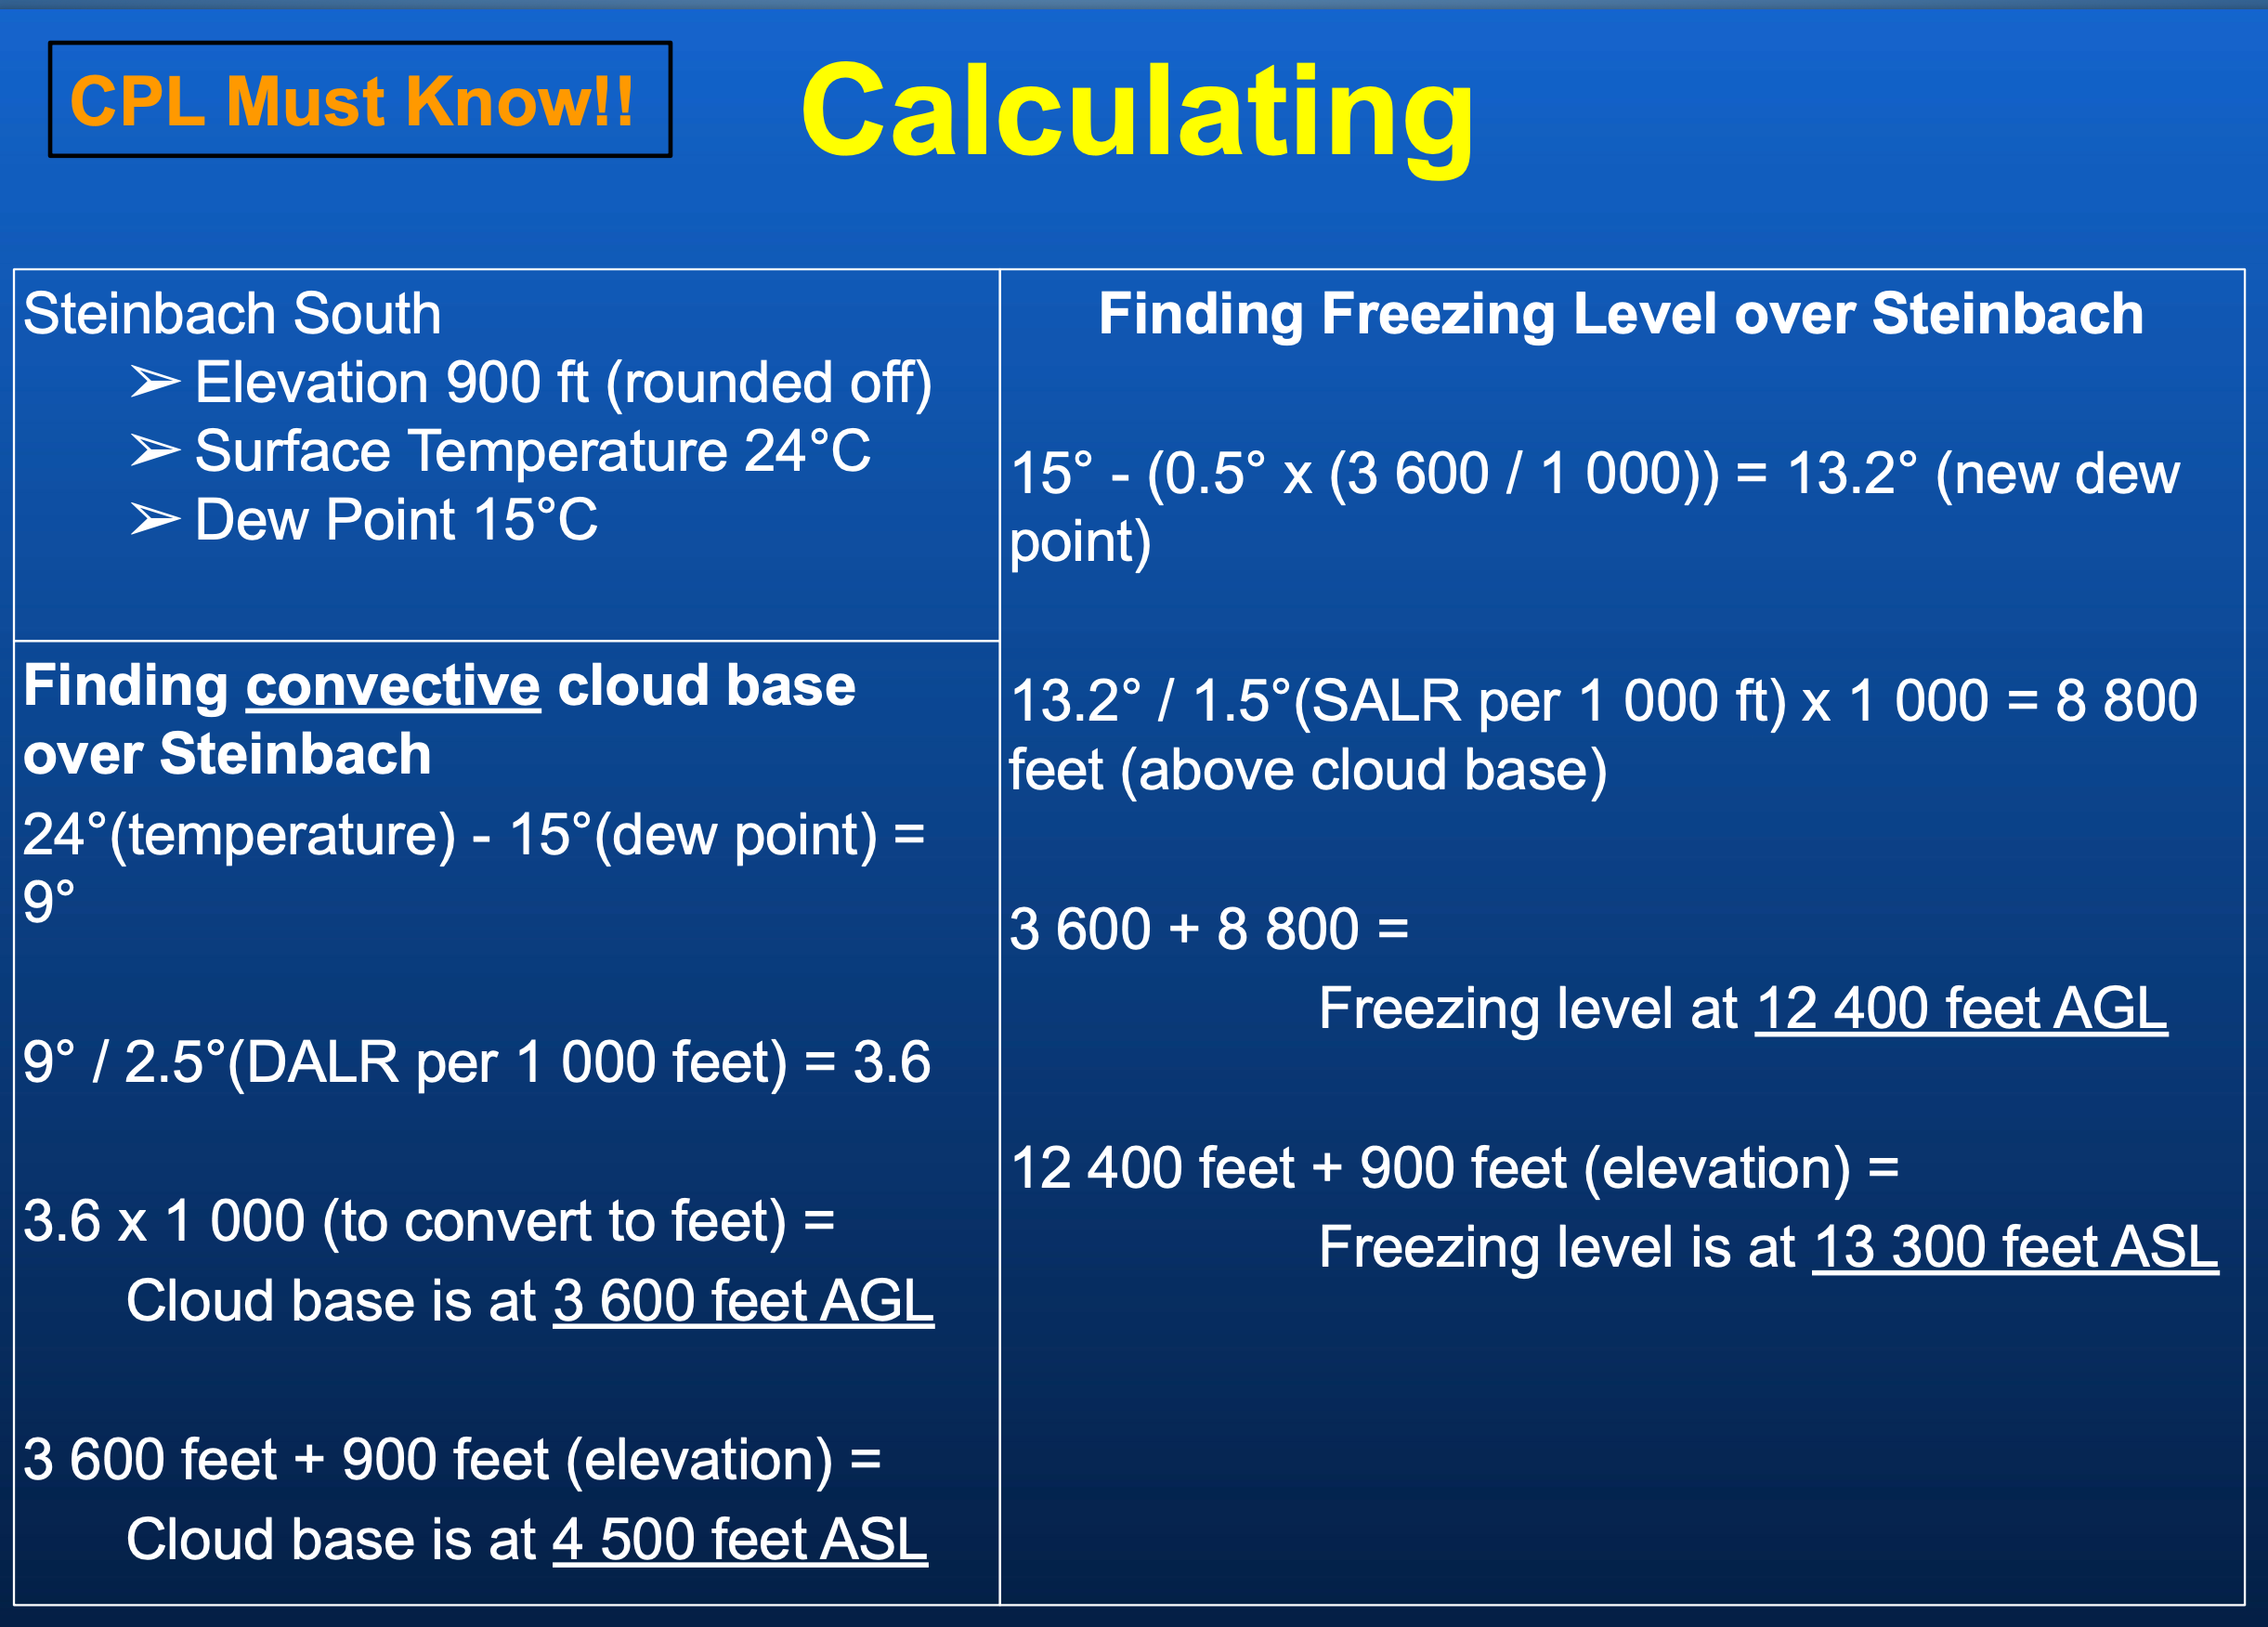 CPL Must Know!!
Calculating
Steinbach South
➢ Elevation 900 ft (rounded off)
➢ Surface Temperature 24°C
➢ Dew Point 15°C
Finding convective cloud base
over Steinbach
24°(temperature) - 15°(dew point) =
9°
9° / 2.5°(DALR per 1 000 feet) = 3.6
3.6 x 1 000 (to convert to feet) =
Cloud base is at 3 600 feet AGL
3 600 feet + 900 feet (elevation) =
Cloud base is at 4 500 feet ASL
Finding Freezing Level over Steinbach
15° - (0.5° x (3 600 / 1 000)) = 13.2° (new dew
point)
13.2° / 1.5°(SALR per 1 000 ft) x 1 000 = 8 800
feet (above cloud base)
3 600 + 8 800 =
Freezing level at 12 400 feet AGL
12 400 feet + 900 feet (elevation) =
Freezing level is at 13 300 feet ASL